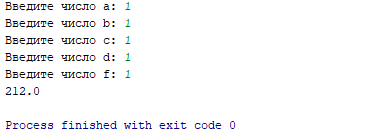 Введите число a: 1
Введите число b: 1
Введите число c: 1
Введите число d: 1
Введите число f: 1
212.0
Process finished with exit code 0